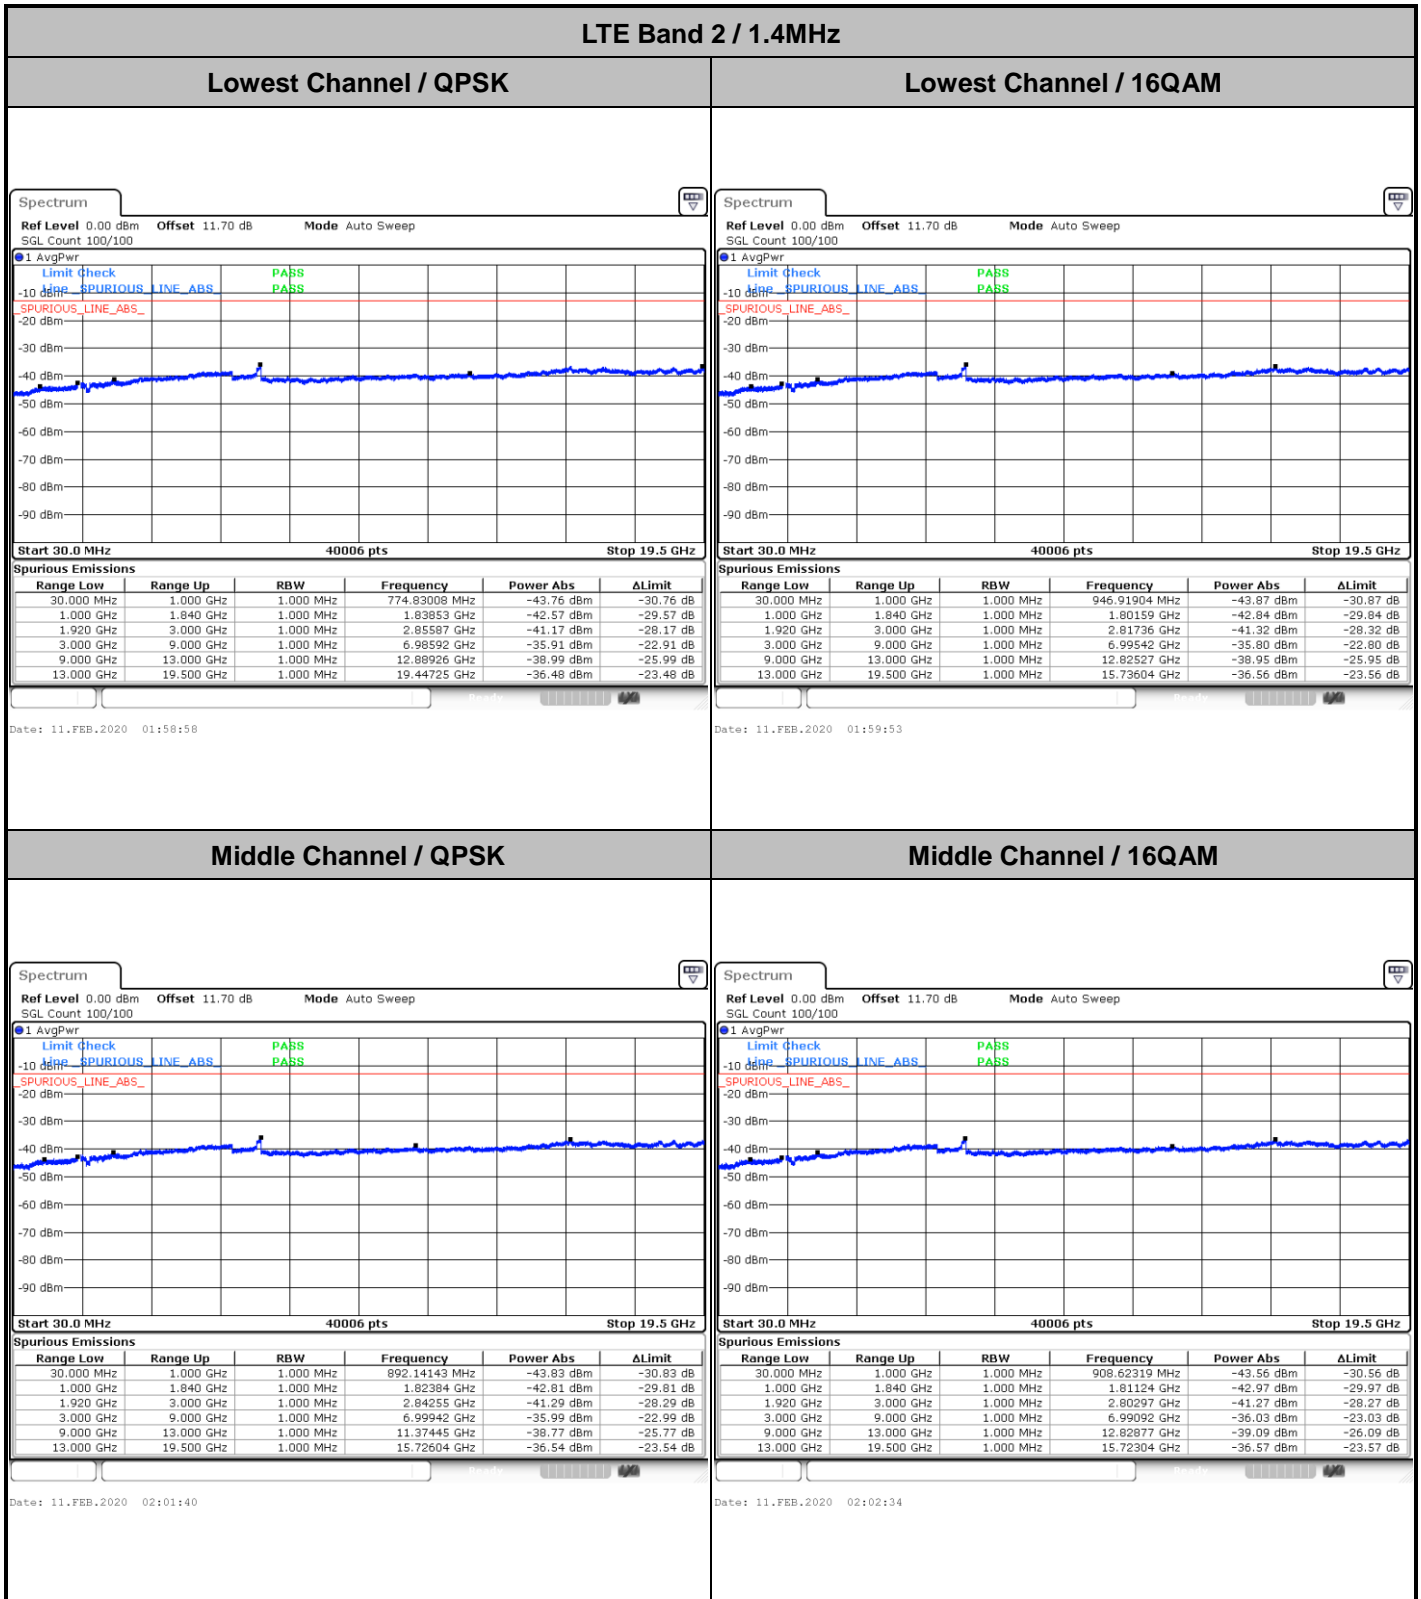 LTE Band 2 / 1.4MHz
Lowest Channel / QPSK
Lowest Channel / 16QAM
Spectrum
Ref Level 0.00 dBm Offset 11.70 dB Mode Auto Sweep
SGL Count 100/100
1 AvgPwr
Limit Check PASS
Line _SPURIOUS_LINE_ABS_ PASS
-10 dBm
_SPURIOUS_LINE_ABS_
-20 dBm
-30 dBm
-40 dBm
-50 dBm
-60 dBm
-70 dBm
-80 dBm
-90 dBm
Start 30.0 MHz 40006 pts Stop 19.5 GHz
Spurious Emissions
Range Low Range Up RBW Frequency Power Abs ΔLimit
30.000 MHz 1.000 GHz 1.000 MHz 774.83008 MHz -43.76 dBm -30.76 dB
1.000 GHz 1.840 GHz 1.000 MHz 1.83853 GHz -42.57 dBm -29.57 dB
1.920 GHz 3.000 GHz 1.000 MHz 2.85587 GHz -41.17 dBm -28.17 dB
3.000 GHz 9.000 GHz 1.000 MHz 6.98592 GHz -35.91 dBm -22.91 dB
9.000 GHz 13.000 GHz 1.000 MHz 12.88926 GHz -38.99 dBm -25.99 dB
13.000 GHz 19.500 GHz 1.000 MHz 19.44725 GHz -36.48 dBm -23.48 dB
Ready
Date: 11.FEB.2020 01:58:58
Spectrum
Ref Level 0.00 dBm Offset 11.70 dB Mode Auto Sweep
SGL Count 100/100
1 AvgPwr
Limit Check PASS
Line _SPURIOUS_LINE_ABS_ PASS
-10 dBm
_SPURIOUS_LINE_ABS_
-20 dBm
-30 dBm
-40 dBm
-50 dBm
-60 dBm
-70 dBm
-80 dBm
-90 dBm
Start 30.0 MHz 40006 pts Stop 19.5 GHz
Spurious Emissions
Range Low Range Up RBW Frequency Power Abs ΔLimit
30.000 MHz 1.000 GHz 1.000 MHz 946.91904 MHz -43.87 dBm -30.87 dB
1.000 GHz 1.840 GHz 1.000 MHz 1.80159 GHz -42.84 dBm -29.84 dB
1.920 GHz 3.000 GHz 1.000 MHz 2.81736 GHz -41.32 dBm -28.32 dB
3.000 GHz 9.000 GHz 1.000 MHz 6.99542 GHz -35.80 dBm -22.80 dB
9.000 GHz 13.000 GHz 1.000 MHz 12.82527 GHz -38.95 dBm -25.95 dB
13.000 GHz 19.500 GHz 1.000 MHz 15.73604 GHz -36.56 dBm -23.56 dB
Ready
Date: 11.FEB.2020 01:59:53
Middle Channel / QPSK
Middle Channel / 16QAM
Spectrum
Ref Level 0.00 dBm Offset 11.70 dB Mode Auto Sweep
SGL Count 100/100
1 AvgPwr
Limit Check PASS
Line _SPURIOUS_LINE_ABS_ PASS
-10 dBm
_SPURIOUS_LINE_ABS_
-20 dBm
-30 dBm
-40 dBm
-50 dBm
-60 dBm
-70 dBm
-80 dBm
-90 dBm
Start 30.0 MHz 40006 pts Stop 19.5 GHz
Spurious Emissions
Range Low Range Up RBW Frequency Power Abs ΔLimit
30.000 MHz 1.000 GHz 1.000 MHz 892.14143 MHz -43.83 dBm -30.83 dB
1.000 GHz 1.840 GHz 1.000 MHz 1.82384 GHz -42.81 dBm -29.81 dB
1.920 GHz 3.000 GHz 1.000 MHz 2.84255 GHz -41.29 dBm -28.29 dB
3.000 GHz 9.000 GHz 1.000 MHz 6.99942 GHz -35.99 dBm -22.99 dB
9.000 GHz 13.000 GHz 1.000 MHz 11.37445 GHz -38.77 dBm -25.77 dB
13.000 GHz 19.500 GHz 1.000 MHz 15.72604 GHz -36.54 dBm -23.54 dB
Ready
Date: 11.FEB.2020 02:01:40
Spectrum
Ref Level 0.00 dBm Offset 11.70 dB Mode Auto Sweep
SGL Count 100/100
1 AvgPwr
Limit Check PASS
Line _SPURIOUS_LINE_ABS_ PASS
-10 dBm
_SPURIOUS_LINE_ABS_
-20 dBm
-30 dBm
-40 dBm
-50 dBm
-60 dBm
-70 dBm
-80 dBm
-90 dBm
Start 30.0 MHz 40006 pts Stop 19.5 GHz
Spurious Emissions
Range Low Range Up RBW Frequency Power Abs ΔLimit
30.000 MHz 1.000 GHz 1.000 MHz 908.62319 MHz -43.56 dBm -30.56 dB
1.000 GHz 1.840 GHz 1.000 MHz 1.81124 GHz -42.97 dBm -29.97 dB
1.920 GHz 3.000 GHz 1.000 MHz 2.80297 GHz -41.27 dBm -28.27 dB
3.000 GHz 9.000 GHz 1.000 MHz 6.99092 GHz -36.03 dBm -23.03 dB
9.000 GHz 13.000 GHz 1.000 MHz 12.82877 GHz -39.09 dBm -26.09 dB
13.000 GHz 19.500 GHz 1.000 MHz 15.72304 GHz -36.57 dBm -23.57 dB
Ready
Date: 11.FEB.2020 02:02:34